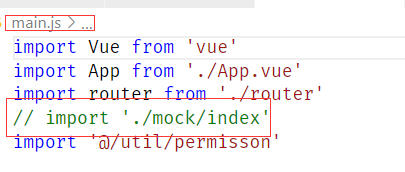 main.js > ...
import Vue from 'vue'
import App from './App.vue'
import router from './router'
// import './mock/index'
import '@/util/permisson'